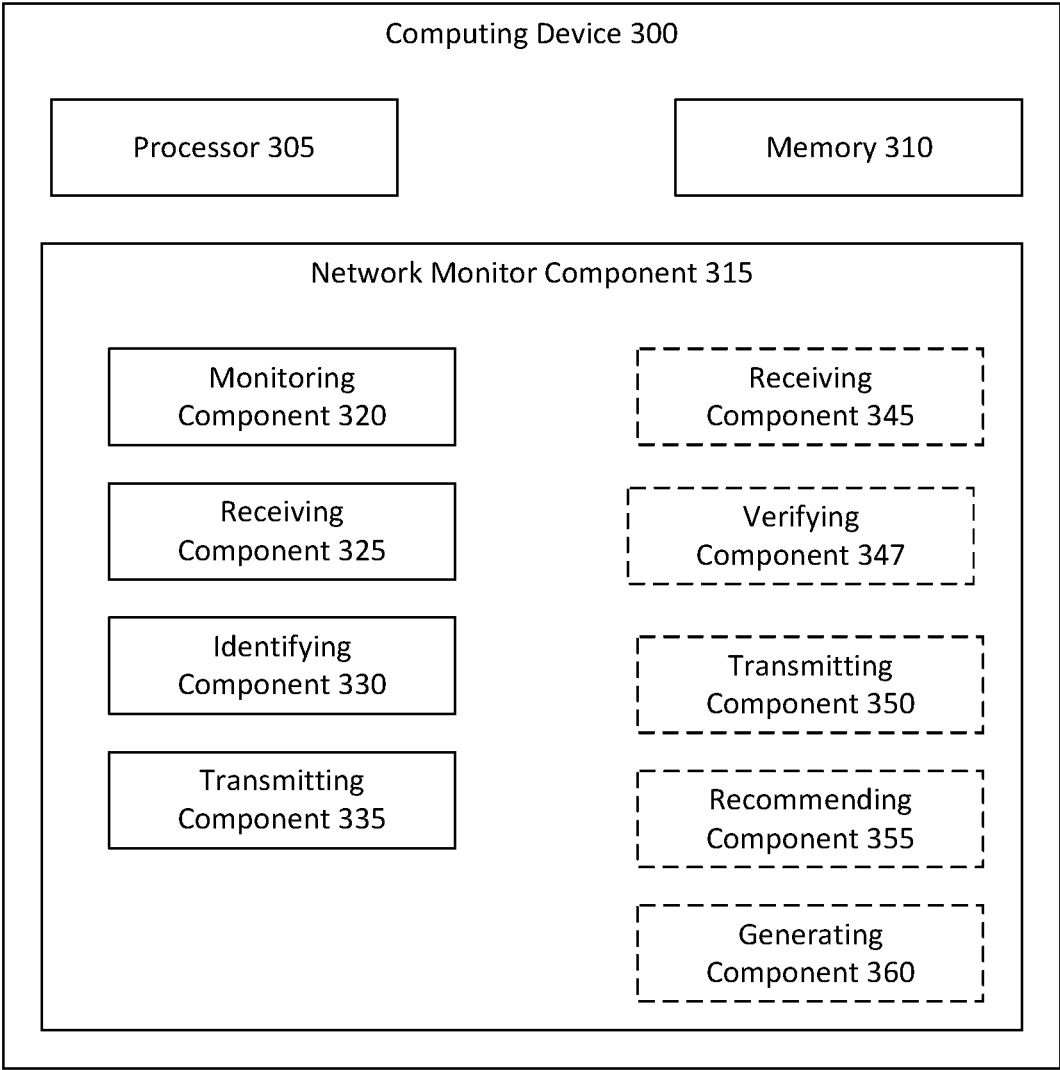 Computing Device 300
Processor 305
Memory 310
Network Monitor Component 315
Monitoring
Component 320
Receiving
Component 325
Identifying
Component 330
Transmitting
Component 335
Receiving
Component 345
Verifying
Component 347
Transmitting
Component 350
Recommending
Component 355
Generating
Component 360